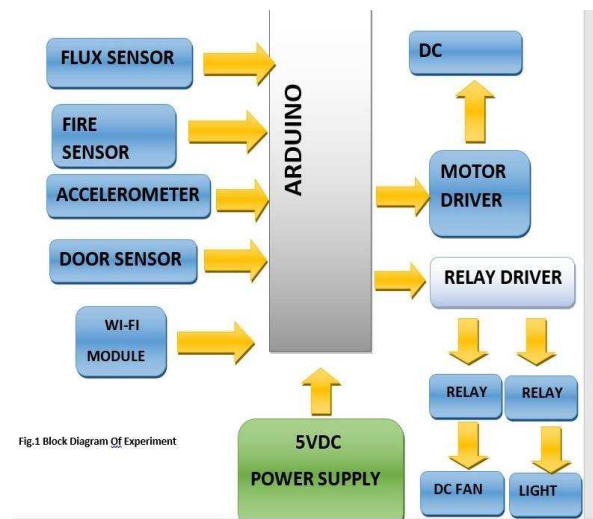 FLUX SENSOR
FIRE
SENSOR
ACCELEROMETER
DOOR SENSOR
WI-FI
MODULE
ARDUINO
DC
MOTOR
DRIVER
RELAY DRIVER
RELAY
RELAY
DC FAN
LIGHT
5VDC
POWER SUPPLY
Fig.1 Block Diagram Of Experiment